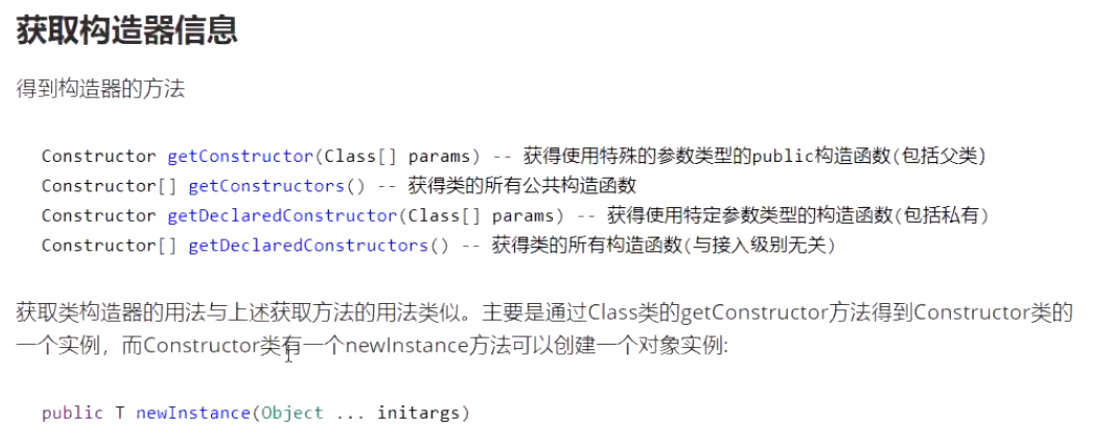 获取构造器信息
得到构造器的方法
Constructor getConstructor(Class[] params) -- 获得使用特殊的参数类型的public构造函数(包括父类)
Constructor[] getConstructors() -- 获得类的所有公共构造函数
Constructor getDeclaredConstructor(Class[] params) -- 获得使用特定参数类型的构造函数(包括私有)
Constructor[] getDeclaredConstructors() -- 获得类的所有构造函数(与接入级别无关)
获取类构造器的用法与上述获取方法的用法类似。主要是通过Class类的getConstructor方法得到Constructor类的
一个实例，而Constructor类有一个newInstance方法可以创建一个对象实例:
public T newInstance(Object ... initargs)